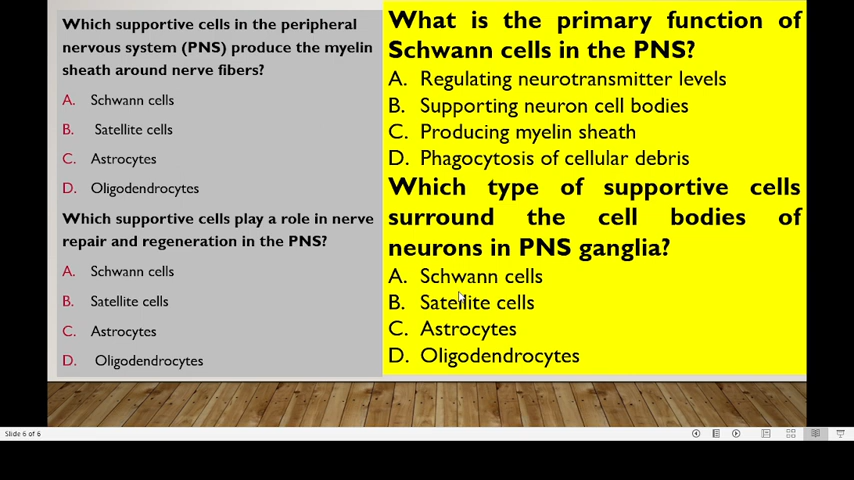 Which supportive cells in the peripheral
nervous system (PNS) produce the myelin
sheath around nerve fibers?
A. Schwann cells
B. Satellite cells
C. Astrocytes
D. Oligodendrocytes
Which supportive cells play a role in nerve
repair and regeneration in the PNS?
A. Schwann cells
B. Satellite cells
C. Astrocytes
D. Oligodendrocytes
What is the primary function of
Schwann cells in the PNS?
A. Regulating neurotransmitter levels
B. Supporting neuron cell bodies
C. Producing myelin sheath
D. Phagocytosis of cellular debris
Which type of supportive cells
surround the cell bodies of
neurons in PNS ganglia?
A. Schwann cells
B. Satellite cells
C. Astrocytes
D. Oligodendrocytes
Slide 6 of 6